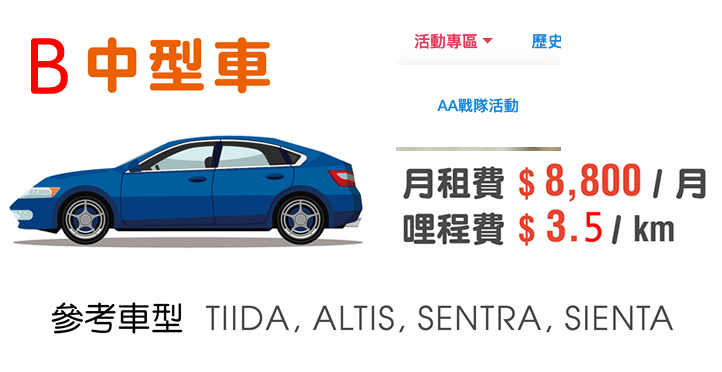 B 中型車
活動專區 歷史
AA戰隊活動
月租費 $ 8,800 / 月
哩程費 $ 3.5 / km
參考車型 TIIDA, ALTIS, SENTRA, SIENTA